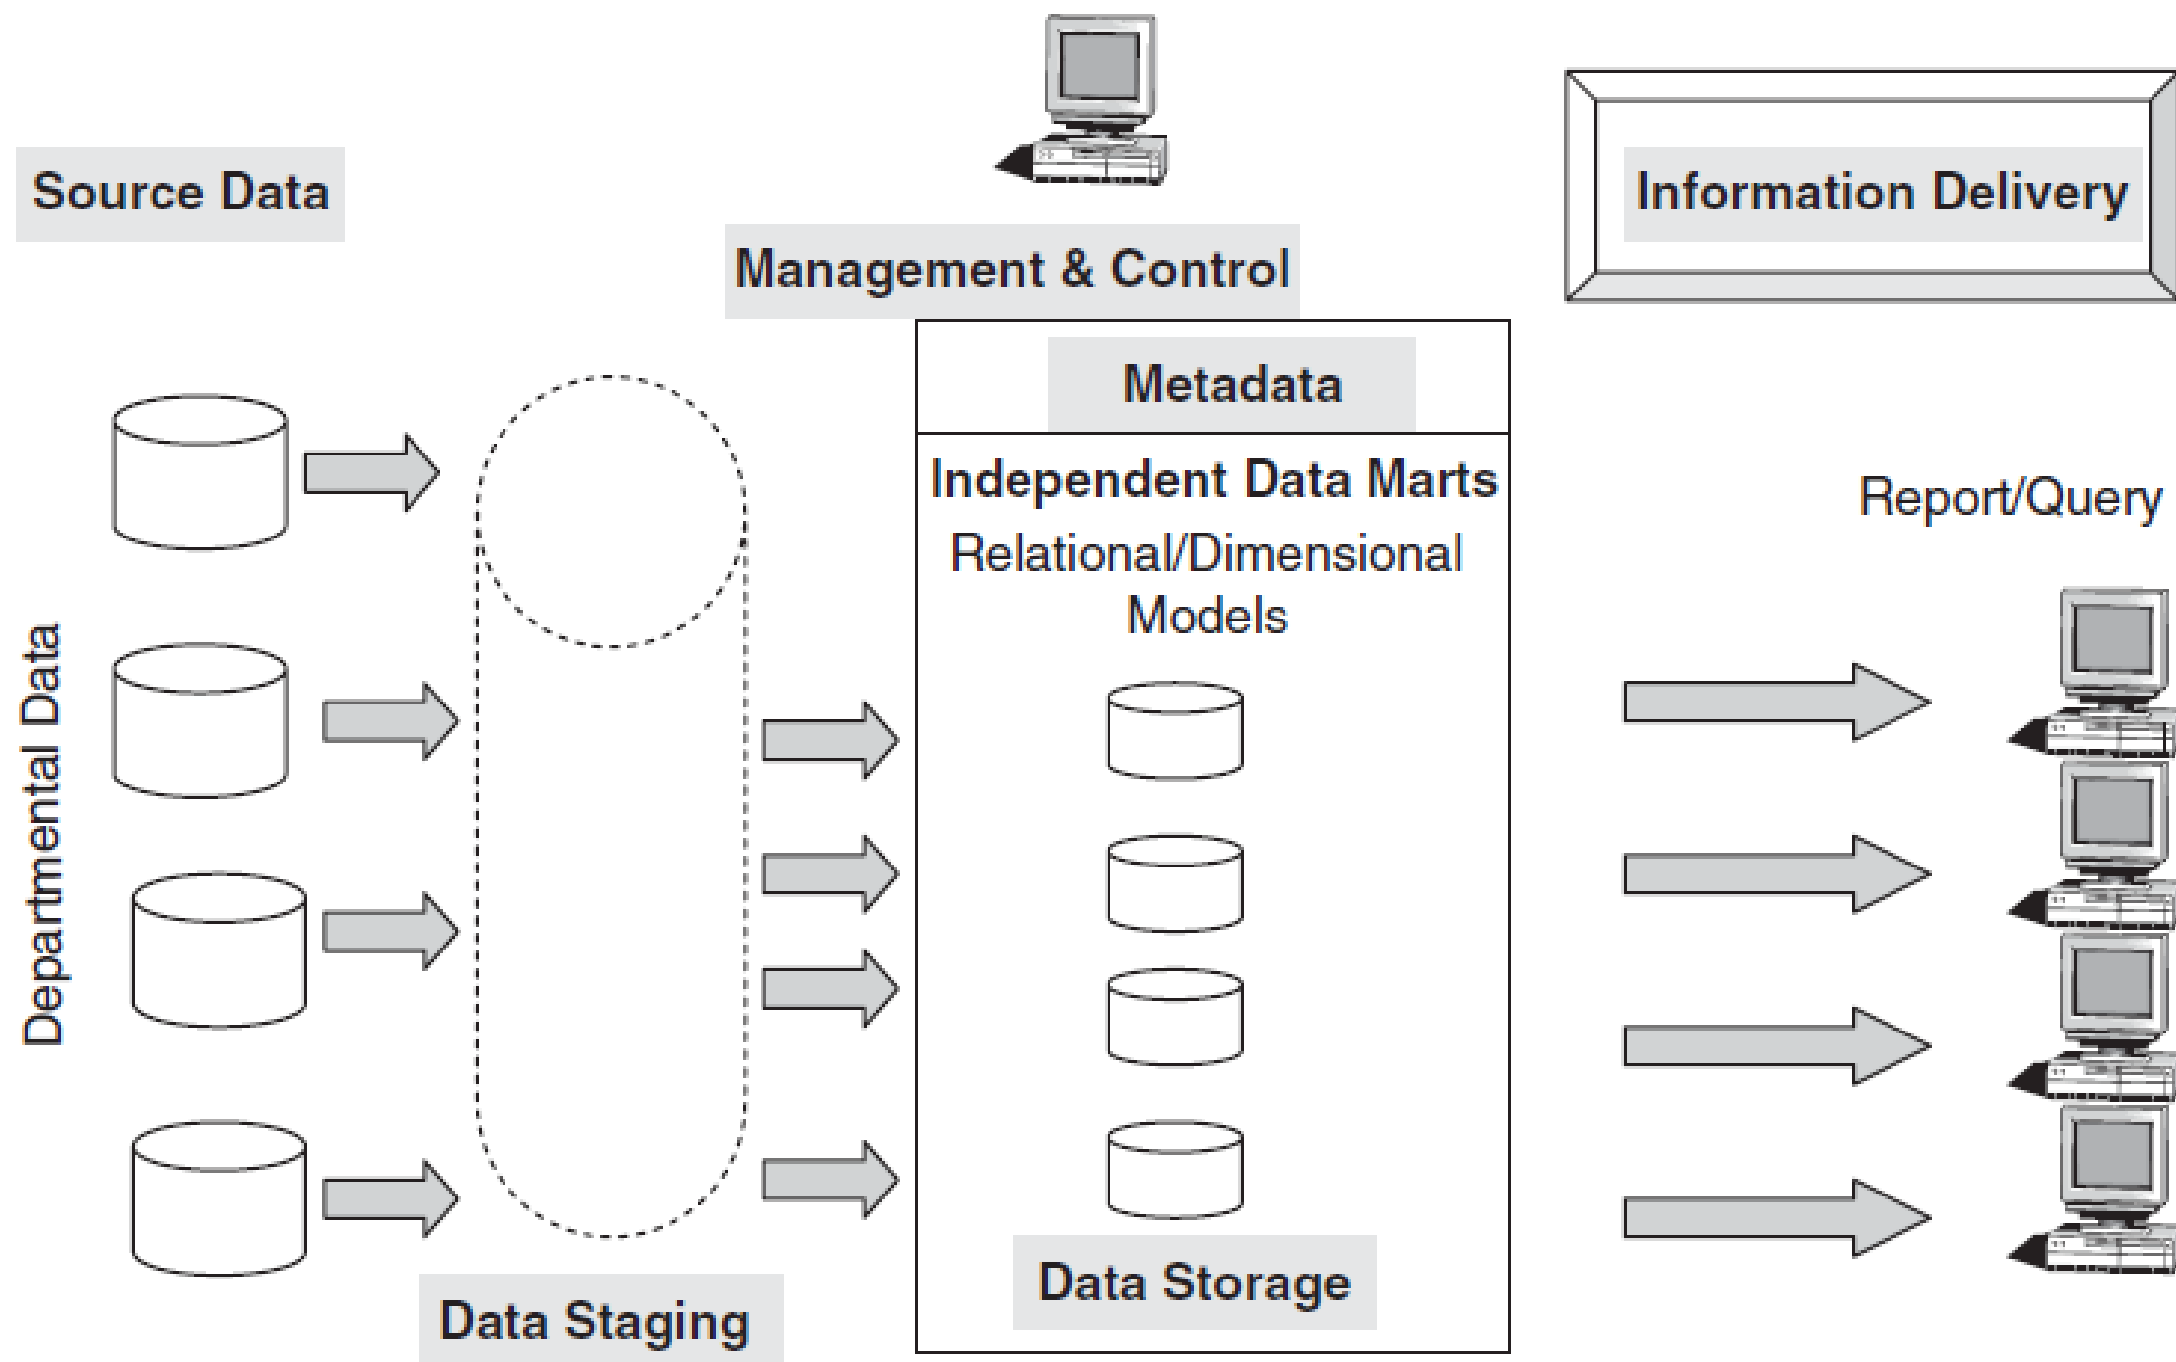 Source Data
Management & Control
Information Delivery
Metadata
Independent Data Marts
Relational/Dimensional
Models
Report/Query
Departmental Data
Data Storage
Data Staging